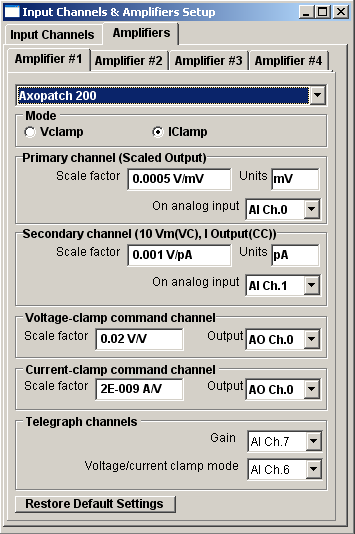 Input Channels & Amplifiers Setup
Input Channels Amplifiers
Amplifier #1 Amplifier #2 Amplifier #3 Amplifier #4
Axopatch 200
Mode
Vclamp IClamp
Primary channel (Scaled Output)
Scale factor 0.0005 V/mV Units mV
On analog input AI Ch.0
Secondary channel (10 Vm(VC), I Output(CC))
Scale factor 0.001 V/pA Units pA
On analog input AI Ch.1
Voltage-clamp command channel
Scale factor 0.02 V/V Output AO Ch.0
Current-clamp command channel
Scale factor 2E-009 A/V Output AO Ch.0
Telegraph channels
Gain AI Ch.7
Voltage/current clamp mode AI Ch.6
Restore Default Settings